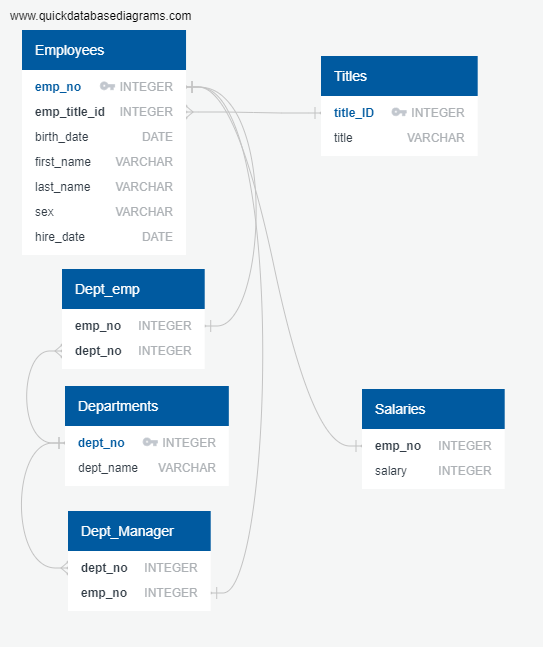 www.quickdatabasediagrams.com
Employees
emp_no INTEGER
emp_title_id INTEGER
birth_date DATE
first_name VARCHAR
last_name VARCHAR
sex VARCHAR
hire_date DATE
Titles
title_ID INTEGER
title VARCHAR
Dept_emp
emp_no INTEGER
dept_no INTEGER
Departments
dept_no INTEGER
dept_name VARCHAR
Salaries
emp_no INTEGER
salary INTEGER
Dept_Manager
dept_no INTEGER
emp_no INTEGER